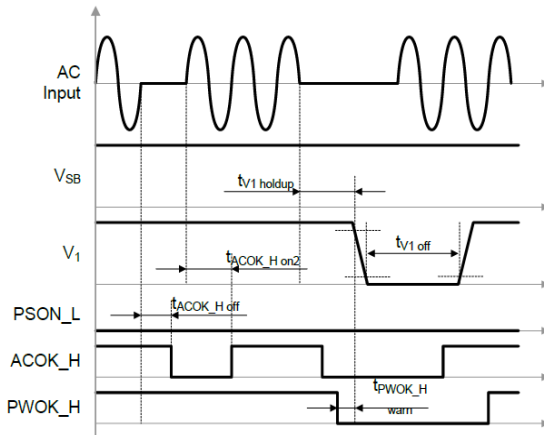 AC
Input
VSB
tV1 holdup
V1
tV1 off
tACOK_H on2
tACOK_H off
PSON_L
ACOK_H
tPWOK_H
warn
PWOK_H